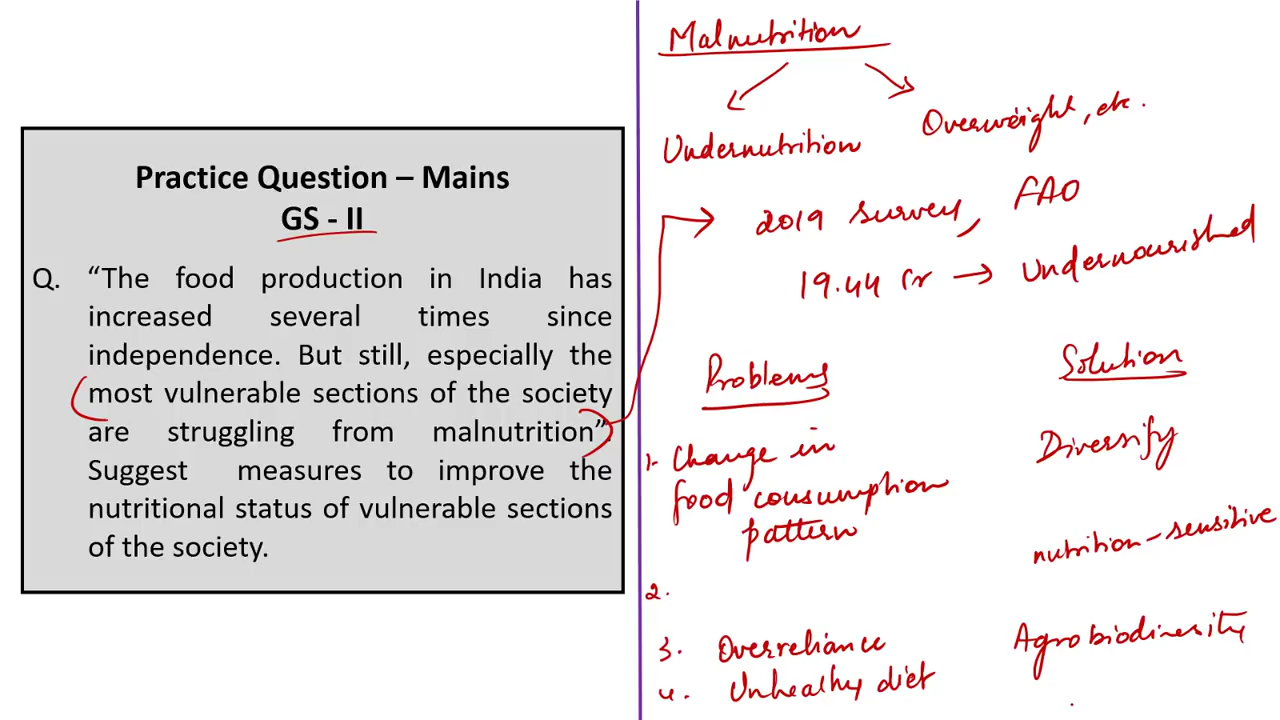 Practice Question – Mains
GS - II
Q. “The food production in India has
increased several times since
independence. But still, especially the
most vulnerable sections of the society
are struggling from malnutrition”.
Suggest measures to improve the
nutritional status of vulnerable sections
of the society.
Malnutrition
Undernutrition
Overweight, etc.
2019 survey, FAO
19.44 Cr → Undernourished
Problems
Solution
1. Change in
food consumption
pattern
Diversify
nutrition-sensitive
2.
3. Overreliance
Agrobiodiversity
4. Unhealthy diet